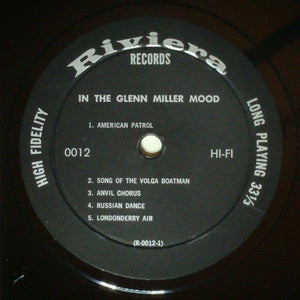 Riviera
RECORDS
HIGH FIDELITY
LONG PLAYING 33⅓
IN THE GLENN MILLER MOOD
1. AMERICAN PATROL
0012 HI-FI
2. SONG OF THE VOLGA BOATMAN
3. ANVIL CHORUS
4. RUSSIAN DANCE
5. LONDONDERRY AIR
(R-0012-1)